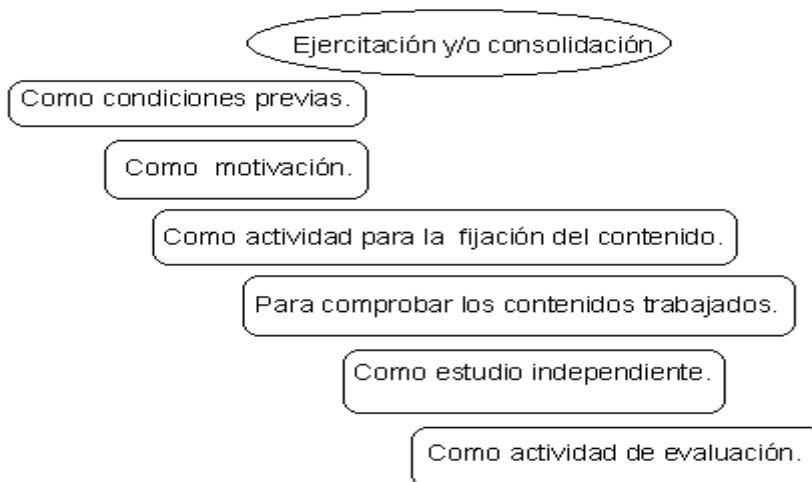 Ejercitación y/o consolidación
Como condiciones previas.
Como motivación.
Como actividad para la fijación del contenido.
Para comprobar los contenidos trabajados.
Como estudio independiente.
Como actividad de evaluación.